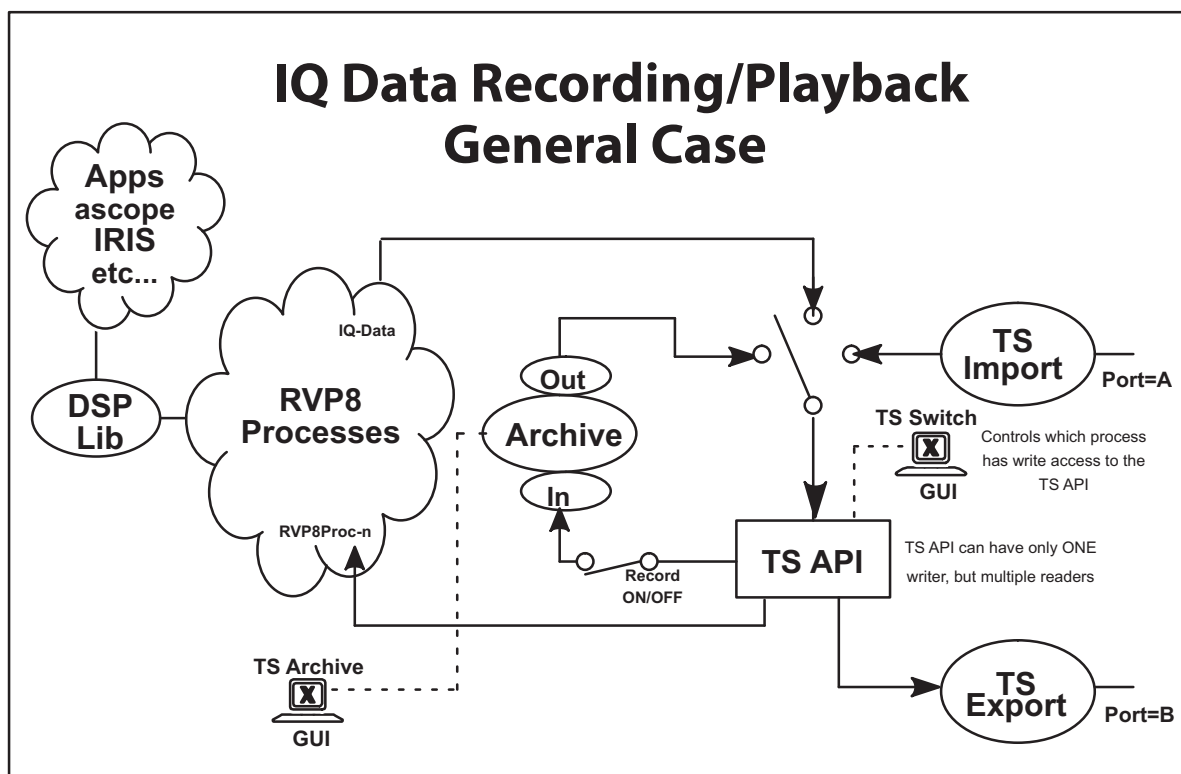 IQ Data Recording/Playback
General Case
Apps
ascope
IRIS
etc...
DSP
Lib
IQ-Data
RVP8
Processes
RVP8Proc-n
Out
Archive
In
Record
ON/OFF
TS
Import
Port=A
TS Switch
X
GUI
Controls which process
has write access to the
TS API
TS API
TS API can have only ONE
writer, but multiple readers
TS
Export
Port=B
TS Archive
X
GUI